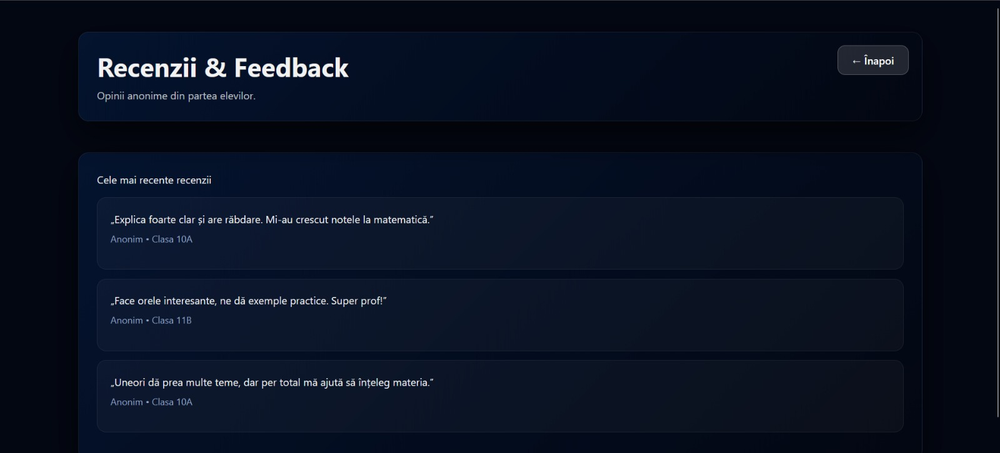 Recenzii & Feedback
← Înapoi
Opinii anonime din partea elevilor.
Cele mai recente recenzii
„Explica foarte clar și are răbdare. Mi-au crescut notele la matematică.”
Anonim • Clasa 10A
„Face orele interesante, ne dă exemple practice. Super prof!”
Anonim • Clasa 11B
„Uneori dă prea multe teme, dar per total mă ajută să înțeleg materia.”
Anonim • Clasa 10A